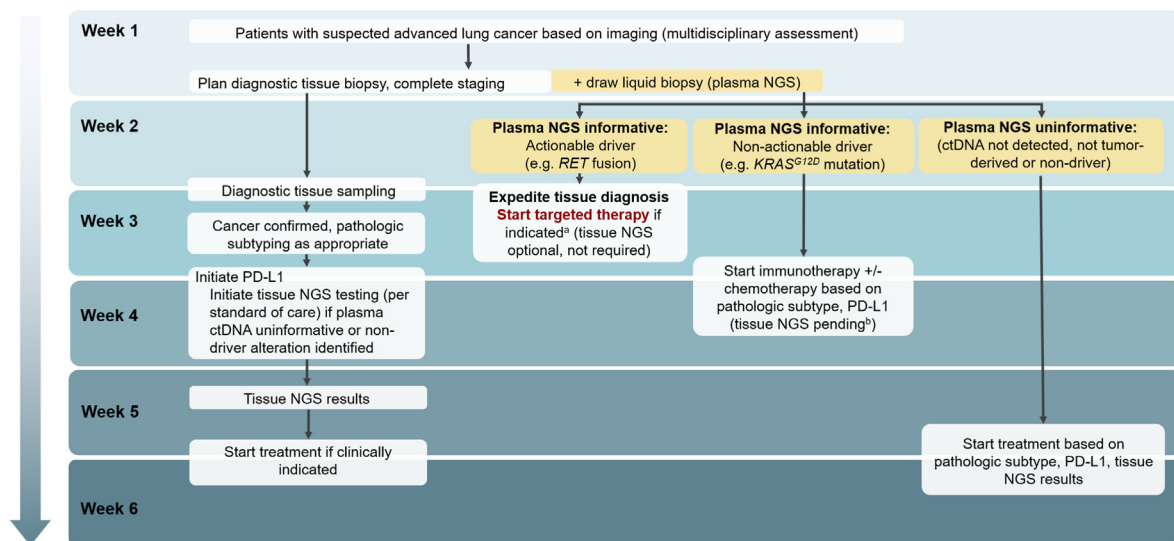 Week 1
Patients with suspected advanced lung cancer based on imaging (multidisciplinary assessment)
Plan diagnostic tissue biopsy, complete staging
+ draw liquid biopsy (plasma NGS)
Week 2
Plasma NGS informative:
Actionable driver
(e.g. RET fusion)
Plasma NGS informative:
Non-actionable driver
(e.g. KRASᴳ¹²ᴰ mutation)
Plasma NGS uninformative:
(ctDNA not detected, not tumor-
derived or non-driver)
Diagnostic tissue sampling
Week 3
Cancer confirmed, pathologic
subtyping as appropriate
Expedite tissue diagnosis
Start targeted therapy if
indicatedᵃ (tissue NGS
optional, not required)
Initiate PD-L1
Initiate tissue NGS testing (per
standard of care) if plasma
ctDNA uninformative or non-
driver alteration identified
Start immunotherapy +/-
chemotherapy based on
pathologic subtype, PD-L1
(tissue NGS pendingᵇ)
Week 4
Week 5
Tissue NGS results
Start treatment if clinically
indicated
Start treatment based on
pathologic subtype, PD-L1, tissue
NGS results
Week 6